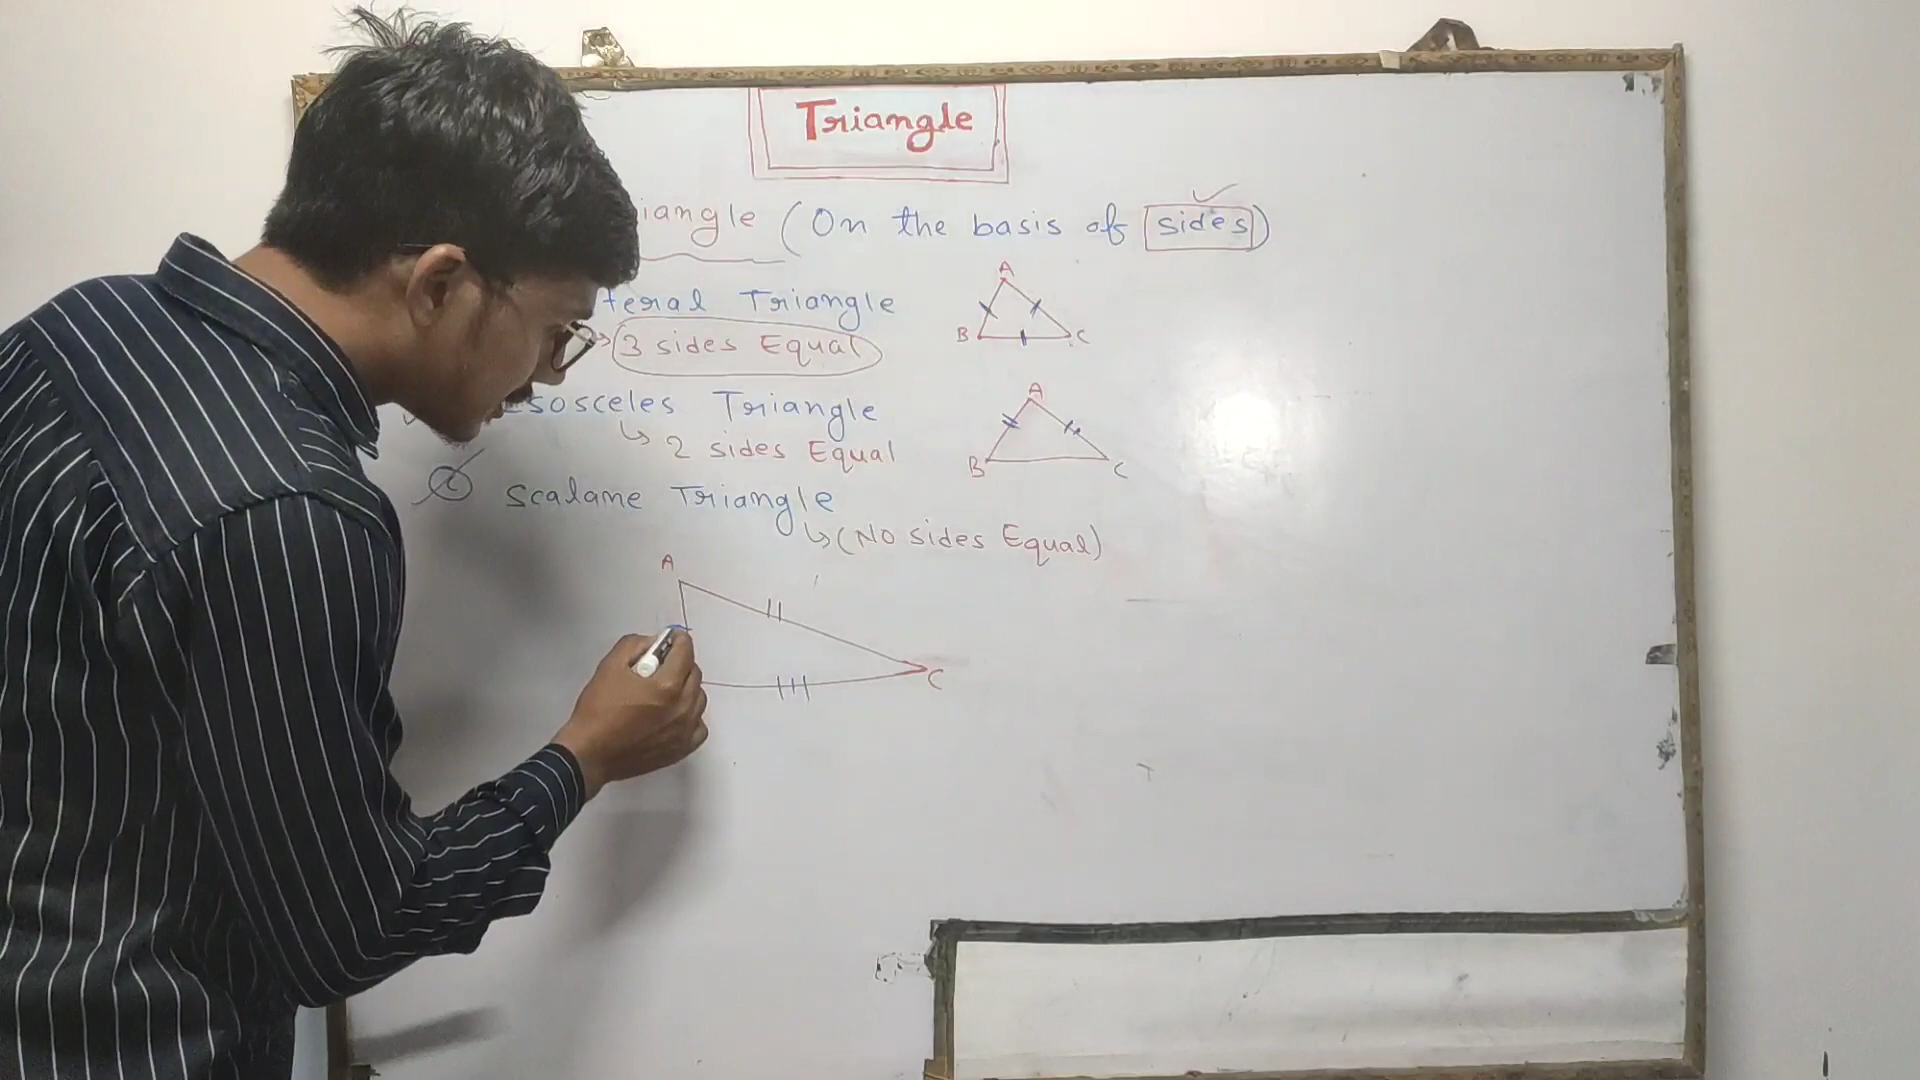 Triangle
iangle (On the basis of sides)
teral Triangle
3 sides Equal
A
B C
sosceles Triangle
2 sides Equal
A
B C
c scalane Triangle
(No sides Equal)
A
C